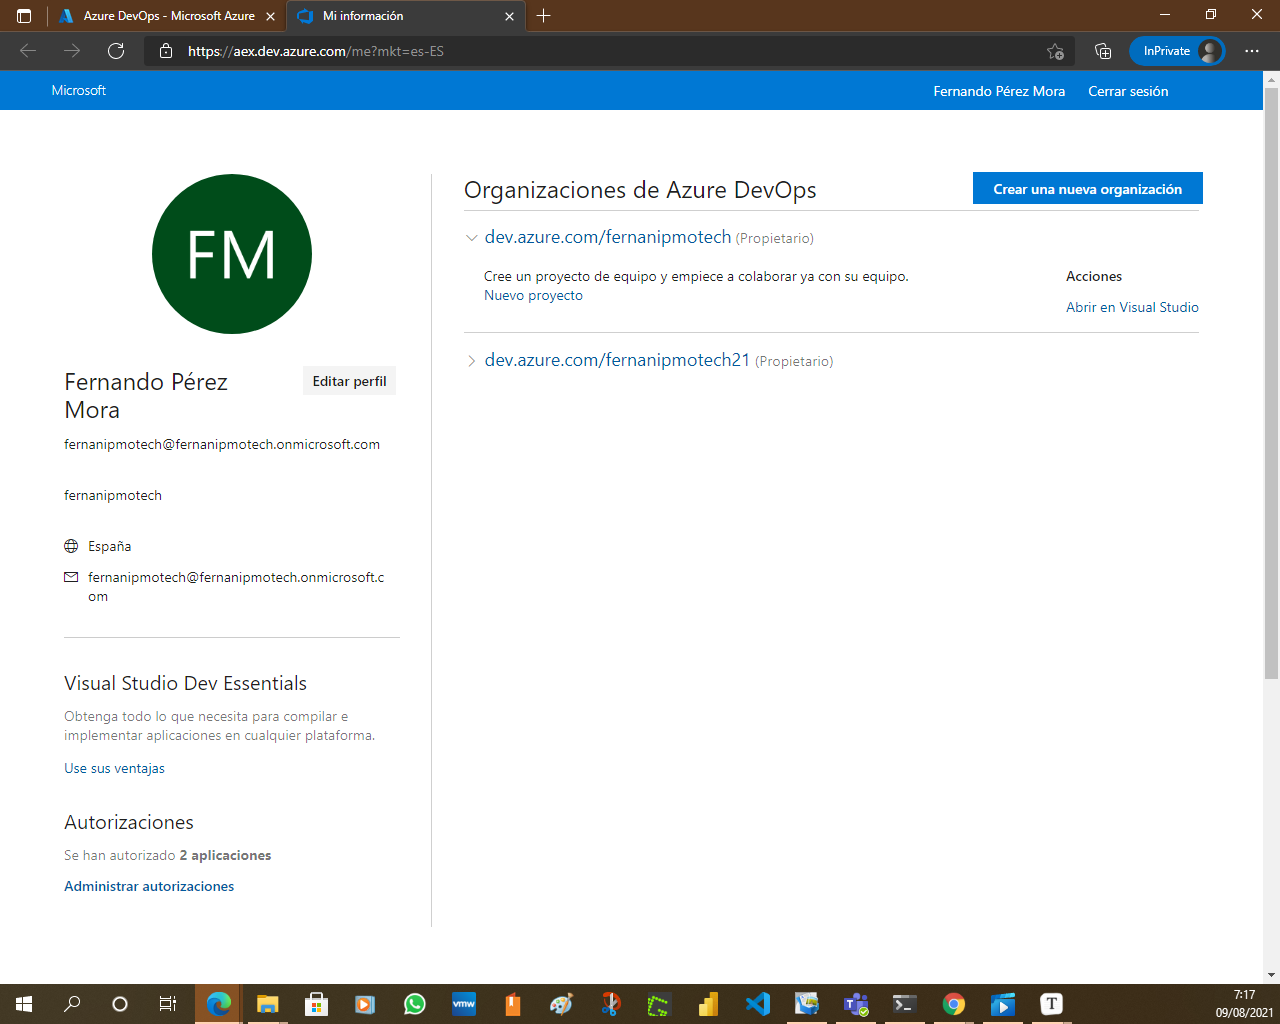 Azure DevOps - Microsoft Azure
Mi información
https://aex.dev.azure.com/me?mkt=es-ES
InPrivate
Microsoft
Fernando Pérez Mora
Cerrar sesión
FM
Fernando Pérez
Mora
Editar perfil
fernanipmotech@fernanipmotech.onmicrosoft.com
fernanipmotech
España
fernanipmotech@fernanipmotech.onmicrosoft.c
om
Visual Studio Dev Essentials
Obtenga todo lo que necesita para compilar e
implementar aplicaciones en cualquier plataforma.
Use sus ventajas
Autorizaciones
Se han autorizado 2 aplicaciones
Administrar autorizaciones
Organizaciones de Azure DevOps
Crear una nueva organización
dev.azure.com/fernanipmotech (Propietario)
Cree un proyecto de equipo y empiece a colaborar ya con su equipo.
Nuevo proyecto
Acciones
Abrir en Visual Studio
dev.azure.com/fernanipmotech21 (Propietario)
vmw
T
7:17
09/08/2021